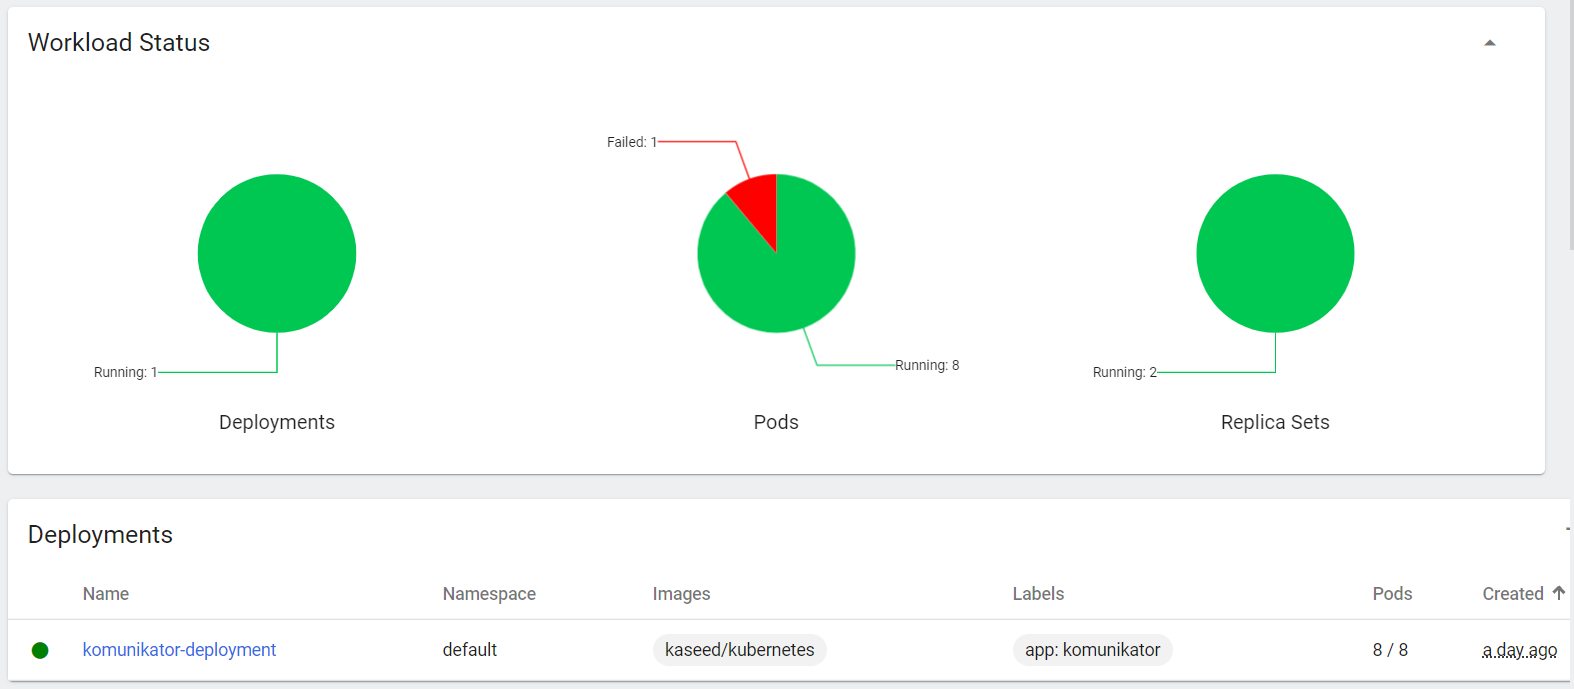 Workload Status
Failed: 1
Running: 1
Running: 8
Running: 2
Deployments
Pods
Replica Sets
Deployments
Name Namespace Images Labels Pods Created
komunikator-deployment default kaseed/kubernetes app: komunikator 8 / 8 a day ago